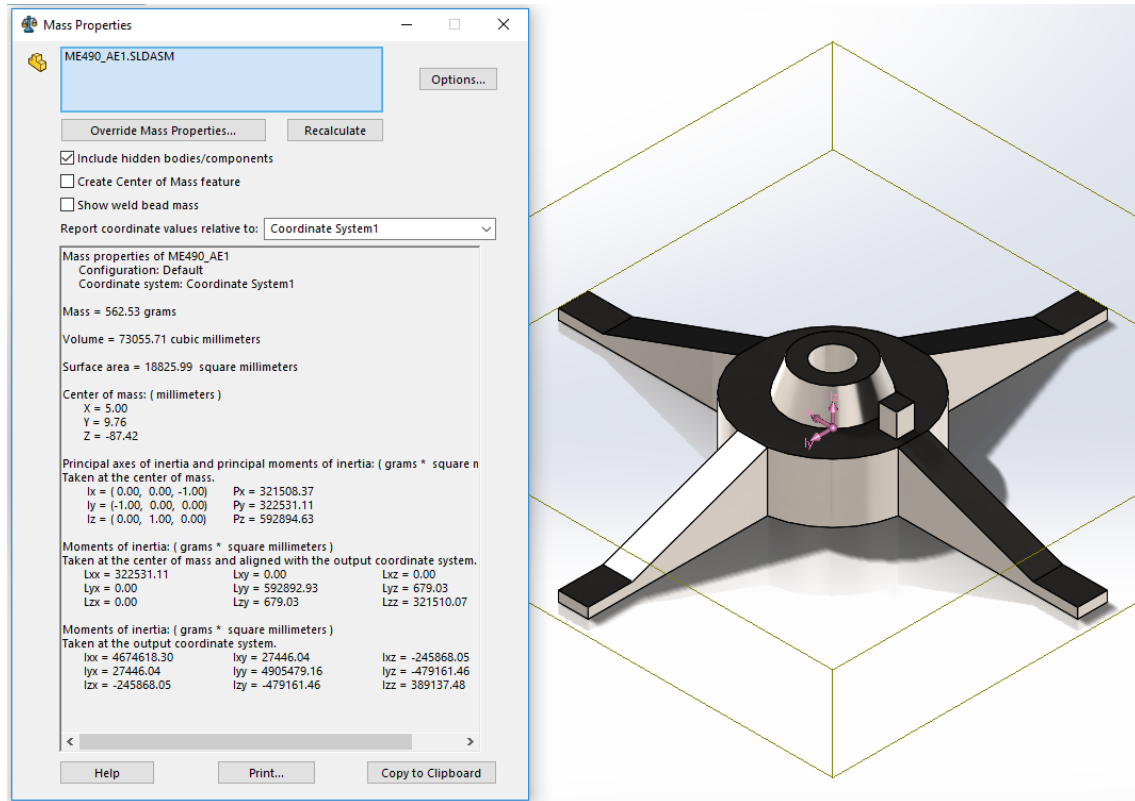 Mass Properties
ME490_AE1.SLDASM
Options...
Override Mass Properties...
Recalculate
Include hidden bodies/components
Create Center of Mass feature
Show weld bead mass
Report coordinate values relative to: Coordinate System1
Mass properties of ME490_AE1
Configuration: Default
Coordinate system: Coordinate System1
Mass = 562.53 grams
Volume = 73055.71 cubic millimeters
Surface area = 18825.99 square millimeters
Center of mass: ( millimeters )
X = 5.00
Y = 9.76
Z = -87.42
Principal axes of inertia and principal moments of inertia: ( grams * square n
Taken at the center of mass.
Ix = ( 0.00, 0.00, -1.00) Px = 321508.37
Iy = (-1.00, 0.00, 0.00) Py = 322531.11
Iz = ( 0.00, 1.00, 0.00) Pz = 592894.63
Moments of inertia: ( grams * square millimeters )
Taken at the center of mass and aligned with the output coordinate system.
Lxx = 322531.11 Lxy = 0.00 Lxz = 0.00
Lyx = 0.00 Lyy = 592892.93 Lyz = 679.03
Lzx = 0.00 Lzy = 679.03 Lzz = 321510.07
Moments of inertia: ( grams * square millimeters )
Taken at the output coordinate system.
Ixx = 4674618.30 Ixy = 27446.04 Ixz = -245868.05
Iyx = 27446.04 Iyy = 4905479.16 Iyz = -479161.46
Izx = -245868.05 Izy = -479161.46 Izz = 389137.48
Help
Print...
Copy to Clipboard
Iy